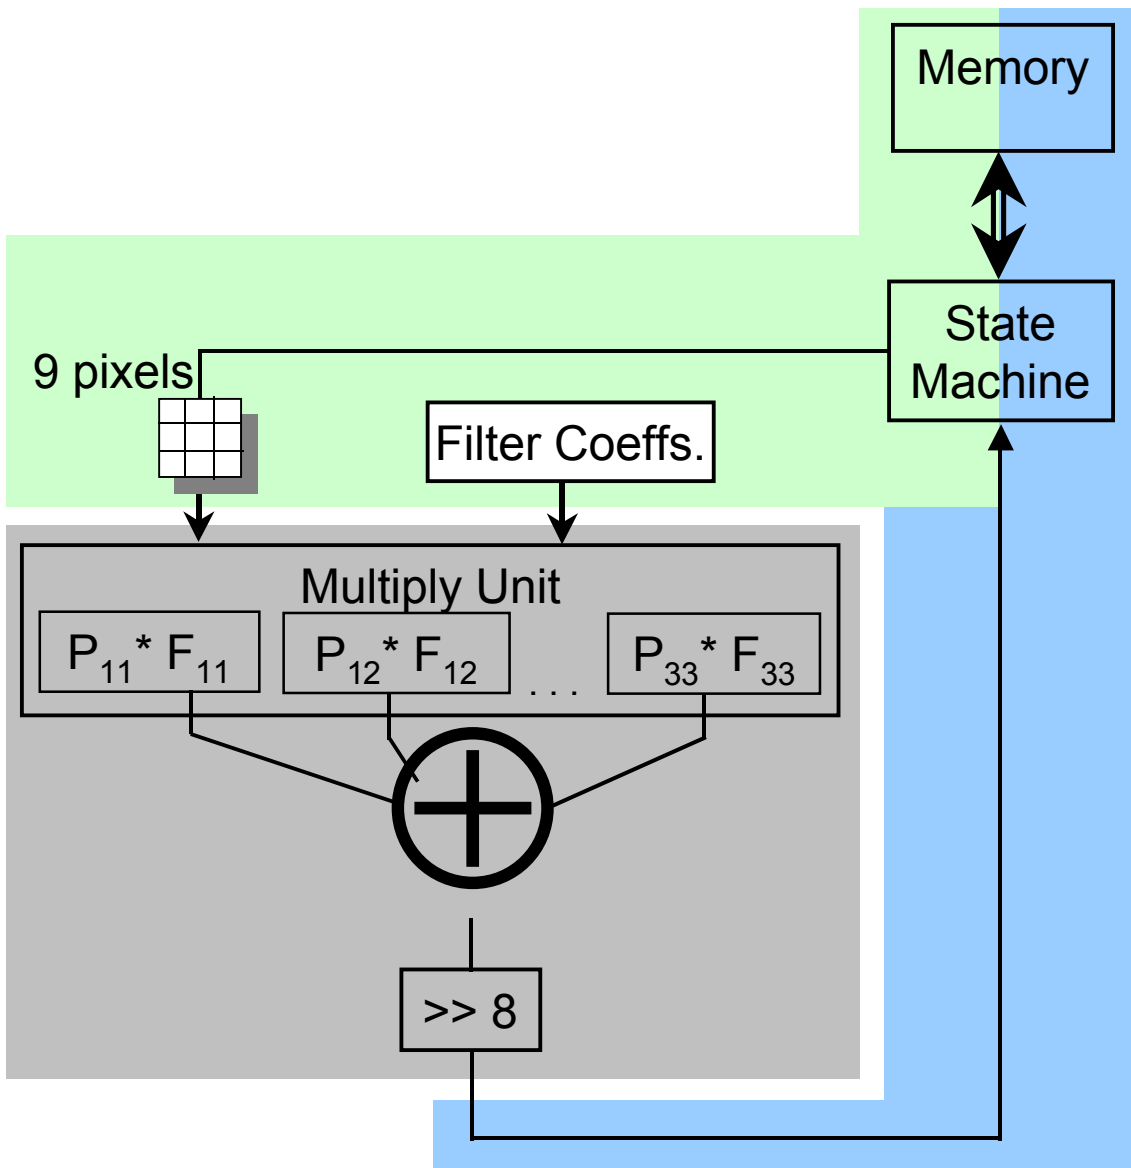 Memory
State
Machine
9 pixels
Filter Coeffs.
Multiply Unit
P11* F11
P12* F12
. . .
P33* F33
>> 8